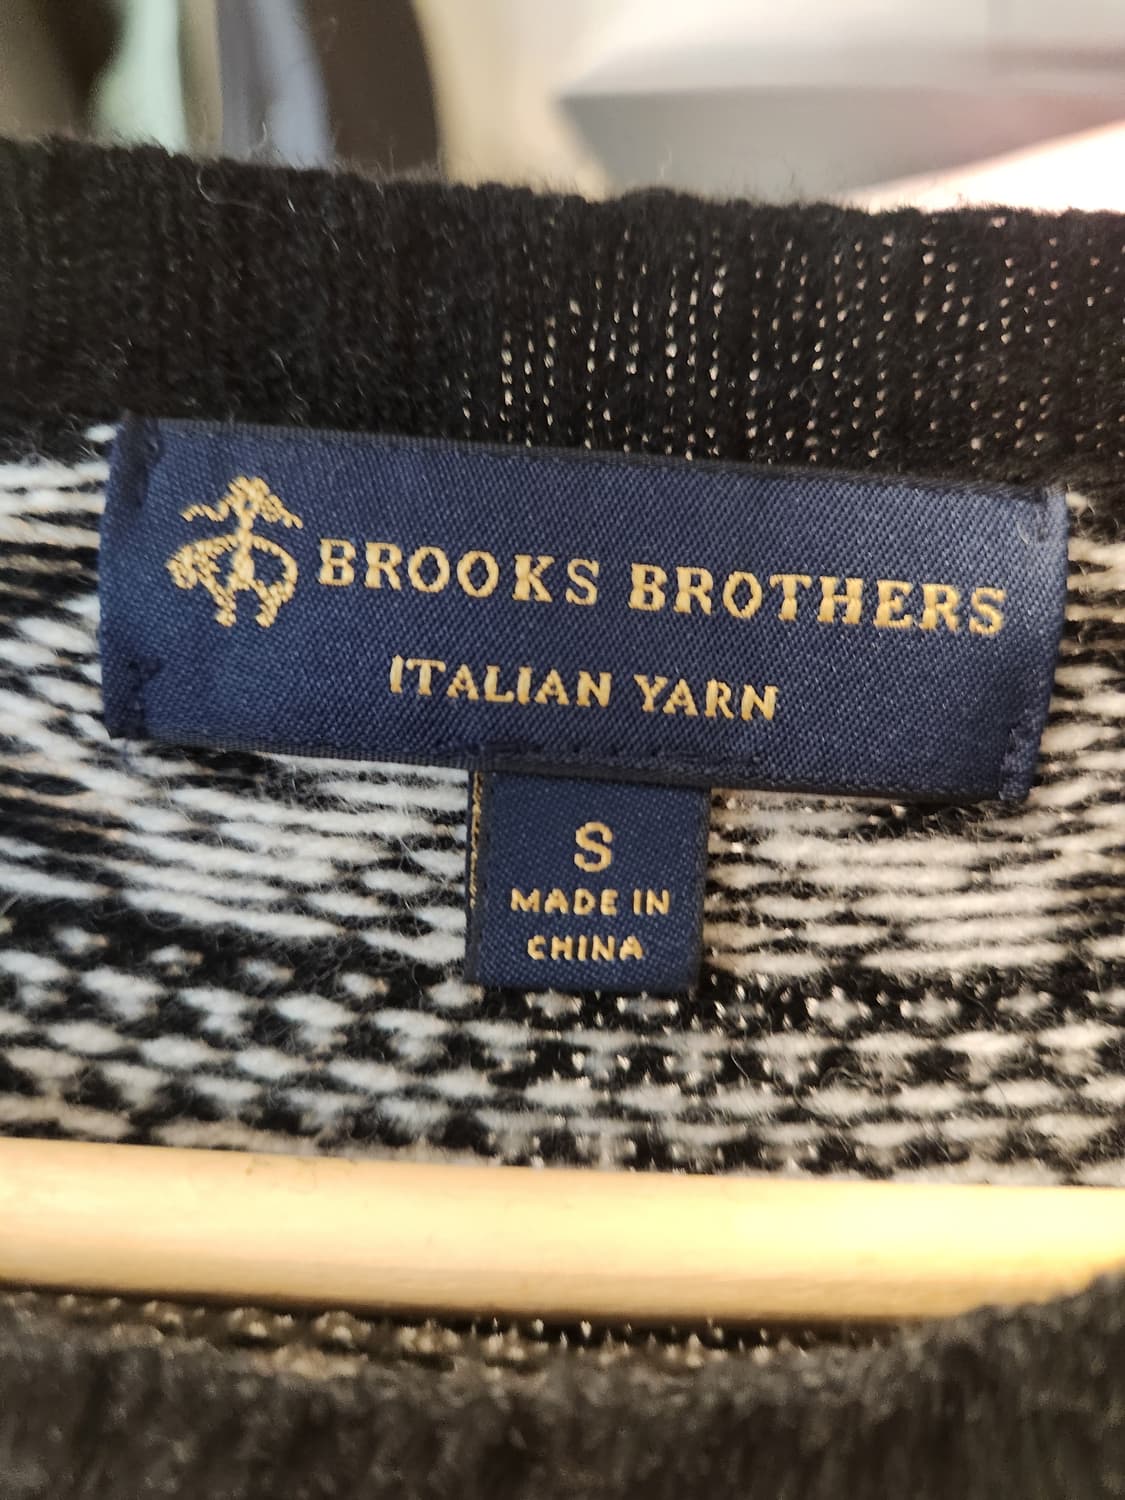 BROOKS BROTHERS
ITALIAN YARN
S
MADE IN
CHINA